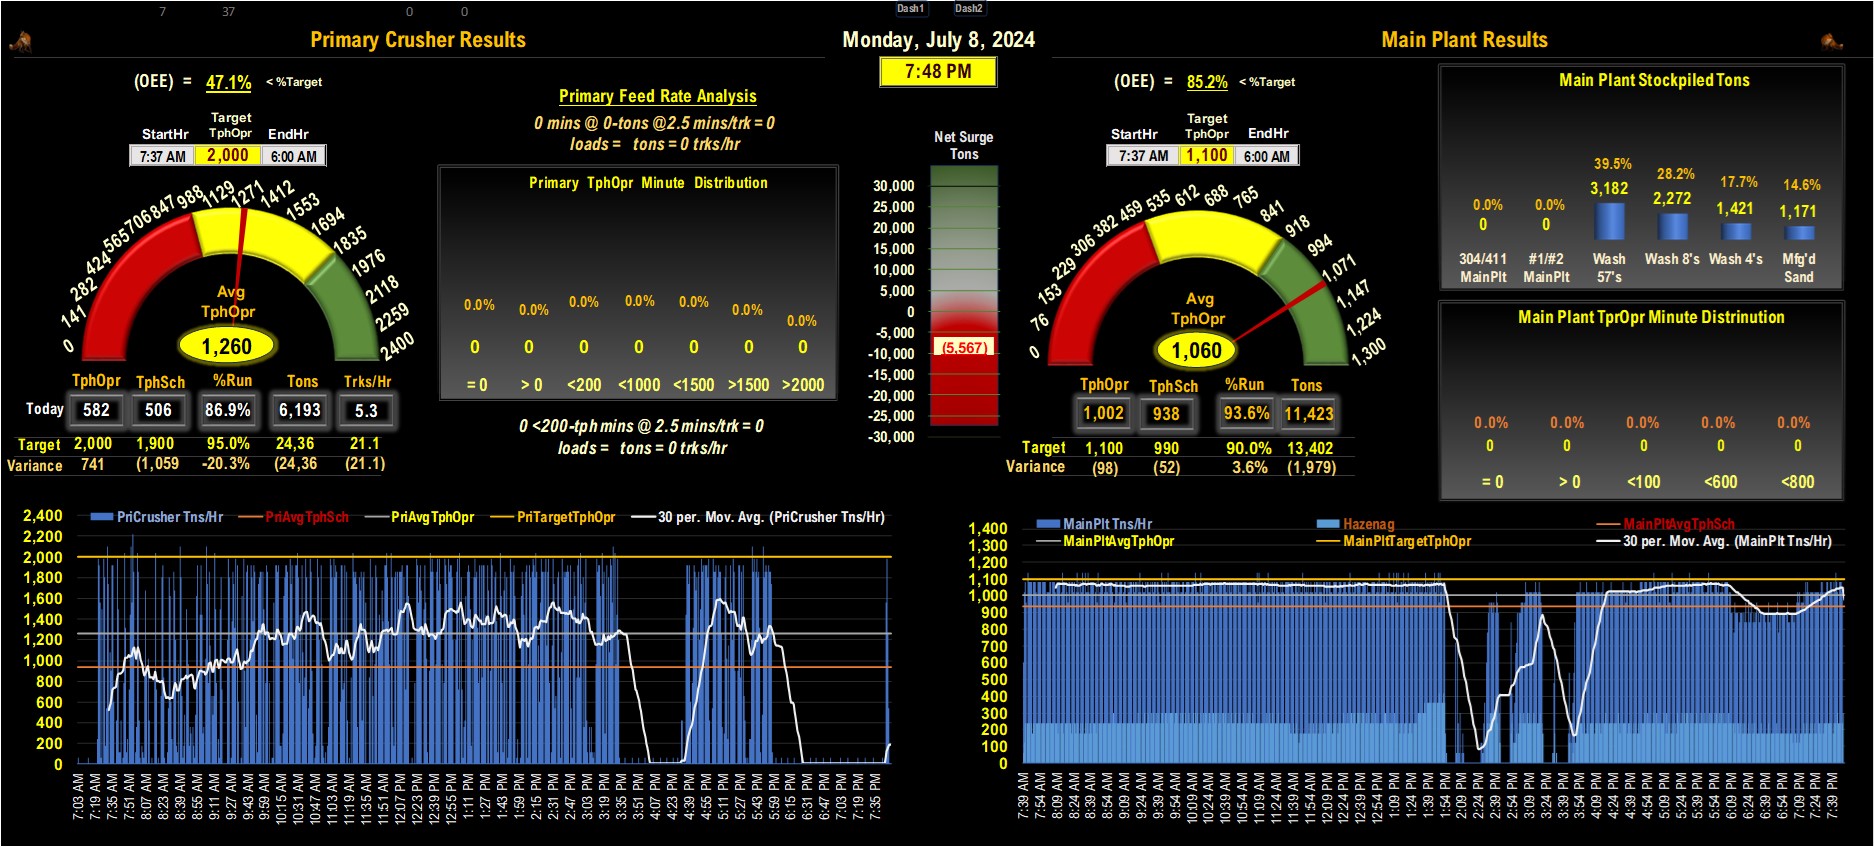 7 37 0 0 Dash1 Dash2
Primary Crusher Results
(OEE) = 47.1% < %Target
Target
StartHr TphOpr EndHr
7:37 AM 2,000 6:00 AM
0 141 282 424 565 706 847 988 1129 1271 1412 1553 1694 1835 1976 2118 2259 2400
Avg
TphOpr
1,260
TphOpr TphSch %Run Tons Trks/Hr
Today 582 506 86.9% 6,193 5.3
Target 2,000 1,900 95.0% 24,36 21.1
Variance 741 (1,059 -20.3% (24,36 (21.1)
Primary Feed Rate Analysis
0 mins @ 0-tons @2.5 mins/trk = 0
loads = tons = 0 trks/hr
Primary TphOpr Minute Distribution
0.0% 0.0% 0.0% 0.0% 0.0% 0.0% 0.0%
0 0 0 0 0 0 0
= 0 > 0 <200 <1000 <1500 >1500 >2000
0 <200-tph mins @ 2.5 mins/trk = 0
loads = tons = 0 trks/hr
Monday, July 8, 2024
7:48 PM
Net Surge
Tons
30,000
25,000
20,000
15,000
10,000
5,000
0
-5,000
(5,567)
-10,000
-15,000
-20,000
-25,000
-30,000
Main Plant Results
(OEE) = 85.2% < %Target
Target
StartHr TphOpr EndHr
7:37 AM 1,100 6:00 AM
0 76 153 229 306 382 459 535 612 688 765 841 918 994 1,071 1,147 1,224 1,300
Avg
TphOpr
1,060
TphOpr TphSch %Run Tons
1,002 938 93.6% 11,423
Target 1,100 990 90.0% 13,402
Variance (98) (52) 3.6% (1,979)
Main Plant Stockpiled Tons
0.0% 0.0% 39.5% 28.2% 17.7% 14.6%
0 0 3,182 2,272 1,421 1,171
304/411 #1/#2 Wash Wash 8's Wash 4's Mfg'd
MainPlt MainPlt 57's Sand
Main Plant TprOpr Minute Distrinution
0.0% 0.0% 0.0% 0.0% 0.0%
0 0 0 0 0
= 0 > 0 <100 <600 <800
PriCrusher Tns/Hr PriAvgTphSch PriAvgTphOpr PriTargetTphOpr 30 per. Mov. Avg. (PriCrusher Tns/Hr)
2,400
2,200
2,000
1,800
1,600
1,400
1,200
1,000
800
600
400
200
0
7:03 AM 7:19 AM 7:35 AM 7:51 AM 8:07 AM 8:23 AM 8:39 AM 8:55 AM 9:11 AM 9:27 AM 9:43 AM 9:59 AM 10:15 AM 10:31 AM 10:47 AM 11:03 AM 11:19 AM 11:35 AM 11:51 AM 12:07 PM 12:23 PM 12:39 PM 12:55 PM 1:11 PM 1:27 PM 1:43 PM 1:59 PM 2:15 PM 2:31 PM 2:47 PM 3:03 PM 3:19 PM 3:35 PM 3:51 PM 4:07 PM 4:23 PM 4:39 PM 4:55 PM 5:11 PM 5:27 PM 5:43 PM 5:59 PM 6:15 PM 6:31 PM 6:47 PM 7:03 PM 7:19 PM 7:35 PM
MainPlt Tns/Hr Hazenag MainPltAvgTphSch
MainPltAvgTphOpr MainPltTargetTphOpr 30 per. Mov. Avg. (MainPlt Tns/Hr)
1,400
1,300
1,200
1,100
1,000
900
800
700
600
500
400
300
200
100
0
7:39 AM 7:54 AM 8:09 AM 8:24 AM 8:39 AM 8:54 AM 9:09 AM 9:24 AM 9:39 AM 9:54 AM 10:09 AM 10:24 AM 10:39 AM 10:54 AM 11:09 AM 11:24 AM 11:39 AM 11:54 AM 12:09 PM 12:24 PM 12:39 PM 12:54 PM 1:09 PM 1:24 PM 1:39 PM 1:54 PM 2:09 PM 2:24 PM 2:39 PM 2:54 PM 3:09 PM 3:24 PM 3:39 PM 3:54 PM 4:09 PM 4:24 PM 4:39 PM 4:54 PM 5:09 PM 5:24 PM 5:39 PM 5:54 PM 6:09 PM 6:24 PM 6:39 PM 6:54 PM 7:09 PM 7:24 PM 7:39 PM